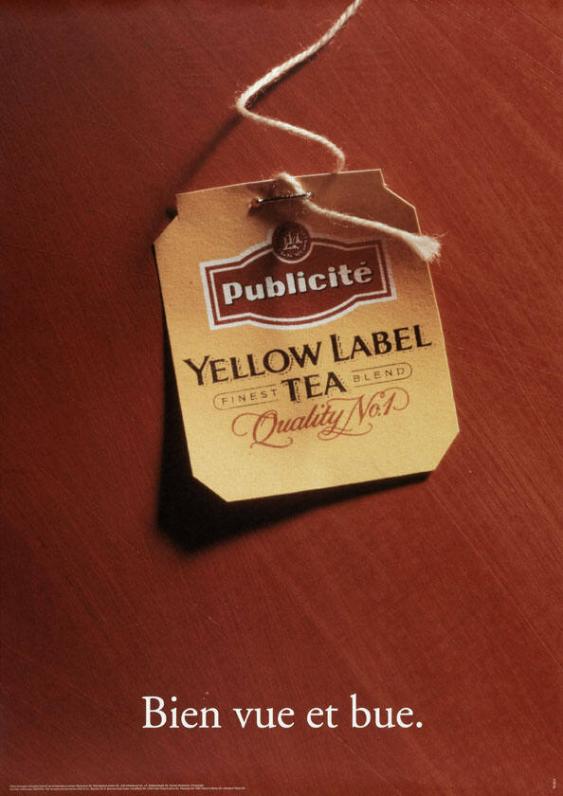 Publicité
YELLOW LABEL
FINEST TEA BLEND
Quality No.1
Bien vue et bue.